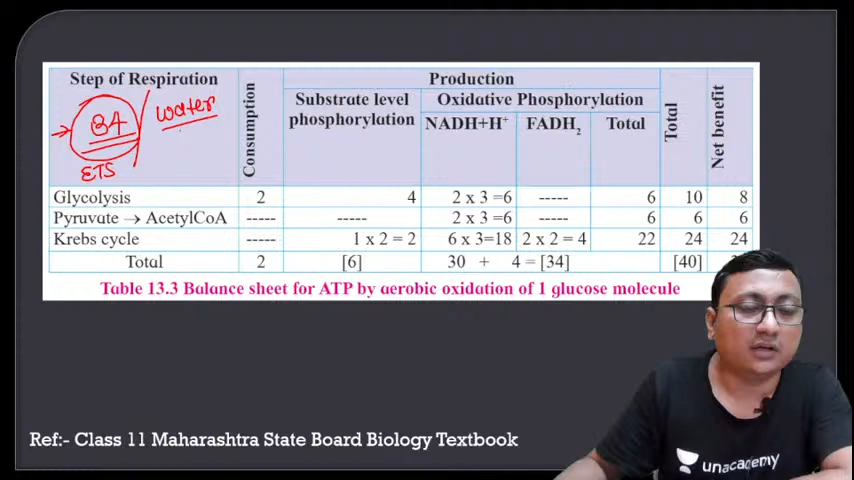 Step of Respiration
Consumption
Production
Total
Net benefit
Substrate level phosphorylation
Oxidative Phosphorylation
NADH+H⁺ FADH₂ Total
84
ETS
water
Glycolysis 2 4 2 x 3 =6 ----- 6 10 8
Pyruvate → AcetylCoA ----- ----- 2 x 3 =6 6 6 6
Krebs cycle ----- 1 x 2 = 2 6 x 3=18 2 x 2 = 4 22 24 24
Total 2 [6] 30 + 4 = [34] [40]
Table 13.3 Balance sheet for ATP by aerobic oxidation of 1 glucose molecule
Ref:- Class 11 Maharashtra State Board Biology Textbook
unacademy